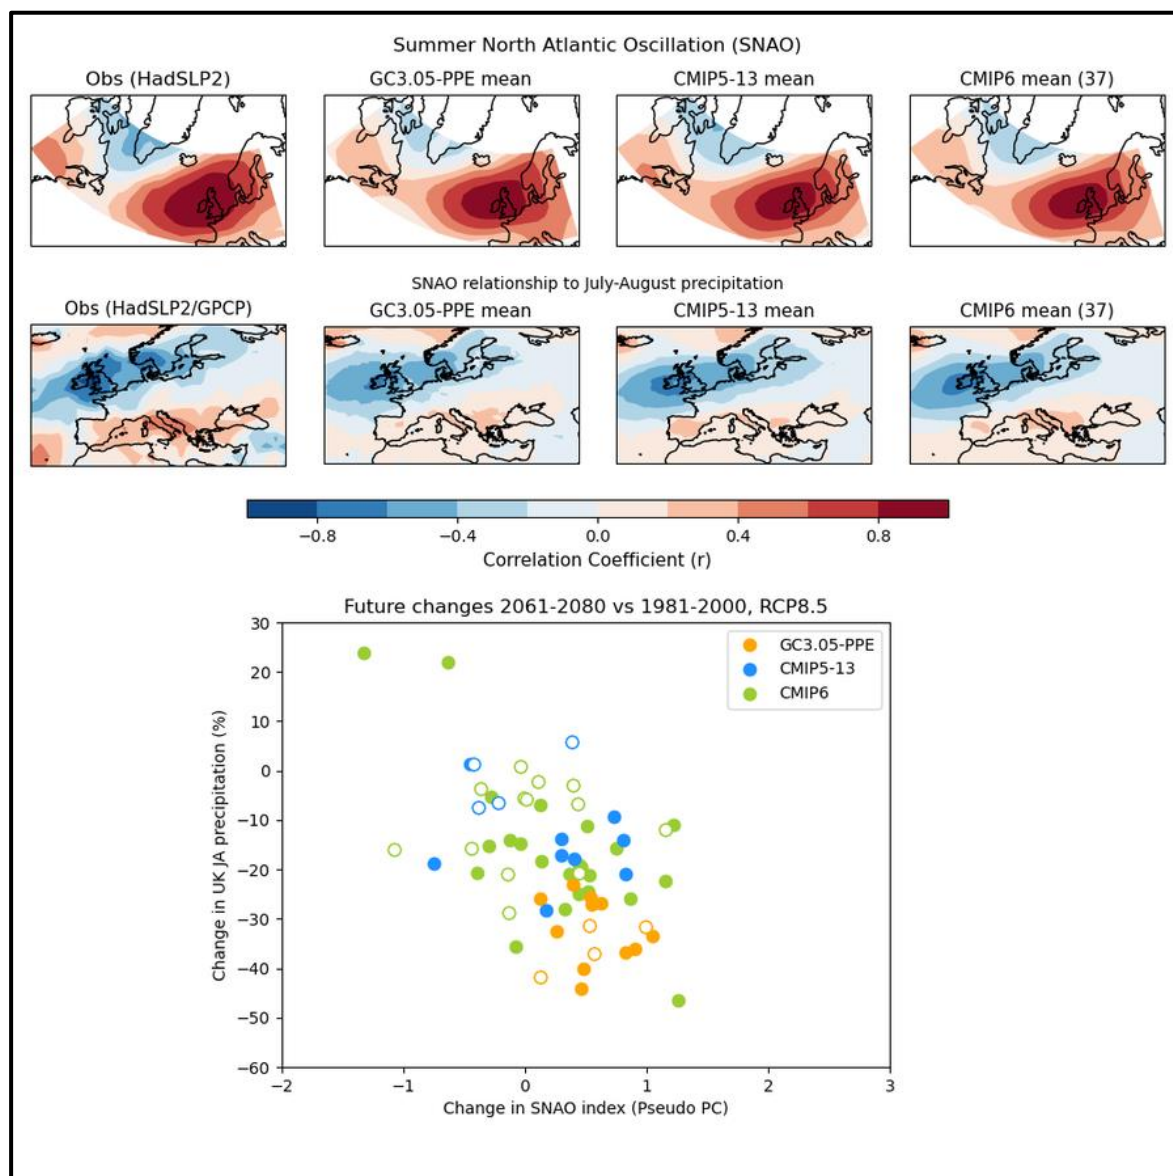 Summer North Atlantic Oscillation (SNAO)
Obs (HadSLP2)
GC3.05-PPE mean
CMIP5-13 mean
CMIP6 mean (37)
SNAO relationship to July-August precipitation
Obs (HadSLP2/GPCP)
GC3.05-PPE mean
CMIP5-13 mean
CMIP6 mean (37)
−0.8 −0.4 0.0 0.4 0.8
Correlation Coefficient (r)
Future changes 2061-2080 vs 1981-2000, RCP8.5
GC3.05-PPE
CMIP5-13
CMIP6
Change in UK JA precipitation (%)
30
20
10
0
−10
−20
−30
−40
−50
−60
−2 −1 0 1 2 3
Change in SNAO index (Pseudo PC)